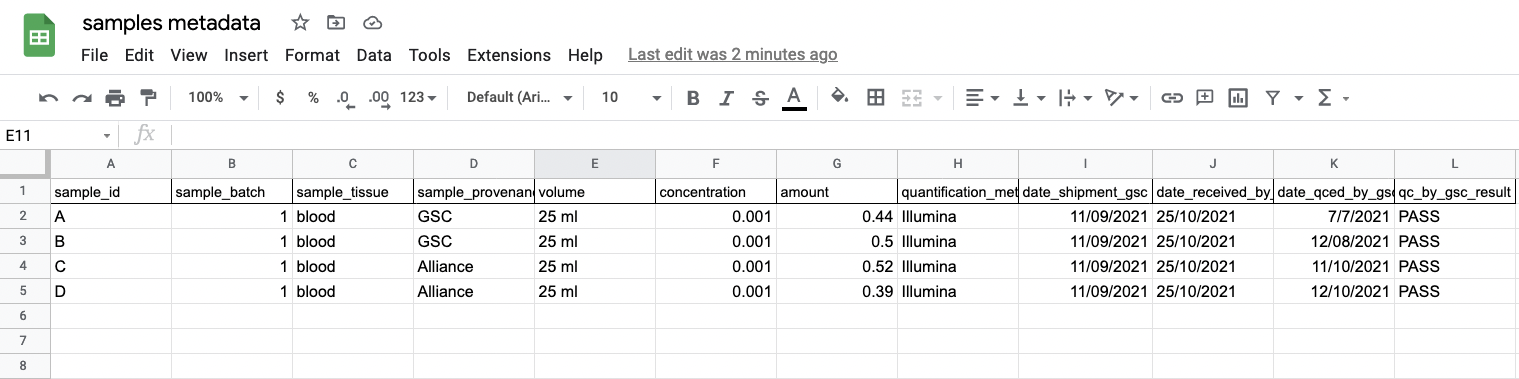 samples metadata
File Edit View Insert Format Data Tools Extensions Help Last edit was 2 minutes ago
100% $ % .0 .00 123 Default (Ari... 10 B I S A Σ
E11 fx
A B C D E F G H I J K L
1 sample_id sample_batch sample_tissue sample_provenan volume concentration amount quantification_met date_shipment_gsc date_received_by_ date_qced_by_gs qc_by_gsc_result
2 A 1 blood GSC 25 ml 0.001 0.44 Illumina 11/09/2021 25/10/2021 7/7/2021 PASS
3 B 1 blood GSC 25 ml 0.001 0.5 Illumina 11/09/2021 25/10/2021 12/08/2021 PASS
4 C 1 blood Alliance 25 ml 0.001 0.52 Illumina 11/09/2021 25/10/2021 11/10/2021 PASS
5 D 1 blood Alliance 25 ml 0.001 0.39 Illumina 11/09/2021 25/10/2021 12/10/2021 PASS
6
7
8